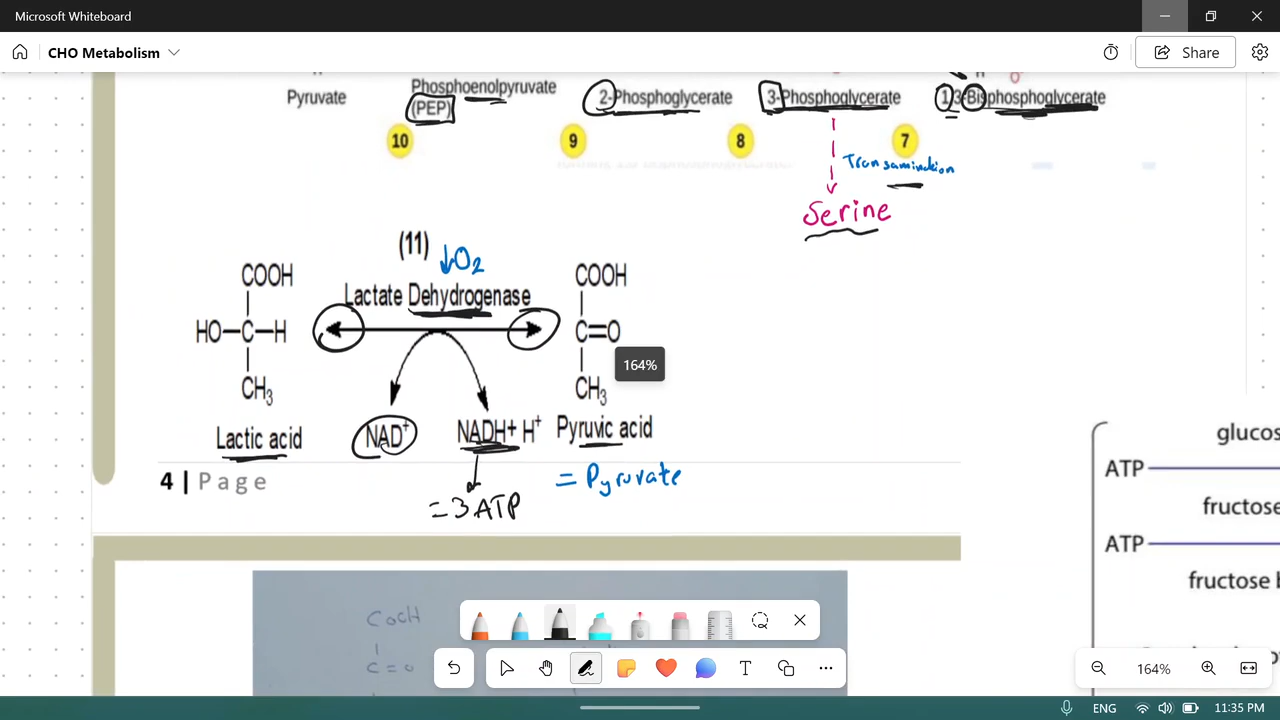 Microsoft Whiteboard
CHO Metabolism
Share
Pyruvate
Phosphoenolpyruvate
(PEP)
2-Phosphoglycerate
3-Phosphoglycerate
1,3-Bisphosphoglycerate
10
9
8
7
Transamination
Serine
(11)
↓O2
Lactate Dehydrogenase
COOH
HO–C–H
CH3
Lactic acid
COOH
C=O
CH3
Pyruvic acid
NAD+
NADH+ H+
= 3 ATP
= Pyruvate
164%
4 | Page
glucos
ATP
fructose
ATP
fructose b
COOH
C = O
164%
ENG
11:35 PM